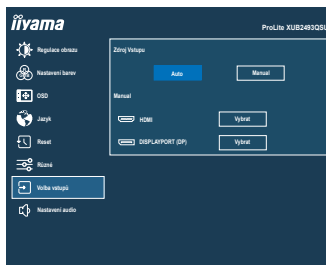 iiyama
ProLite XUB2493QSU
Regulace obrazu
Nastavení barev
OSD
Jazyk
Reset
Různé
Volba vstupů
Nastavení audio
Zdroj Vstupu
Auto
Manual
Manual
HDMI
Vybrat
DISPLAYPORT (DP)
Vybrat